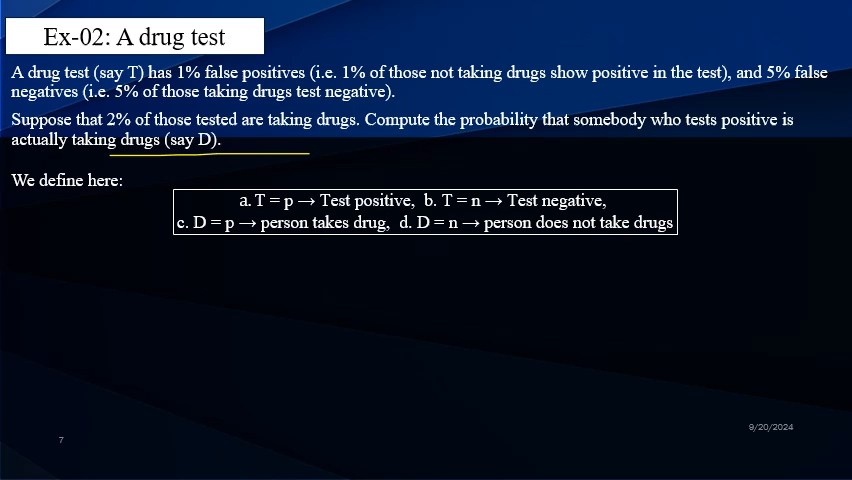 Ex-02: A drug test
A drug test (say T) has 1% false positives (i.e. 1% of those not taking drugs show positive in the test), and 5% false
negatives (i.e. 5% of those taking drugs test negative).
Suppose that 2% of those tested are taking drugs. Compute the probability that somebody who tests positive is
actually taking drugs (say D).
We define here:
a. T = p → Test positive, b. T = n → Test negative,
c. D = p → person takes drug, d. D = n → person does not take drugs
9/20/2024
7